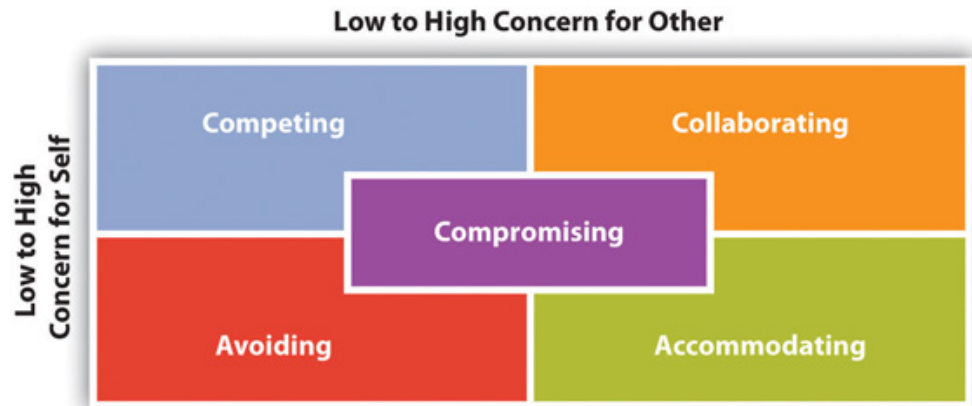 Low to High Concern for Other
Low to High
Concern for Self
Competing
Collaborating
Compromising
Avoiding
Accommodating